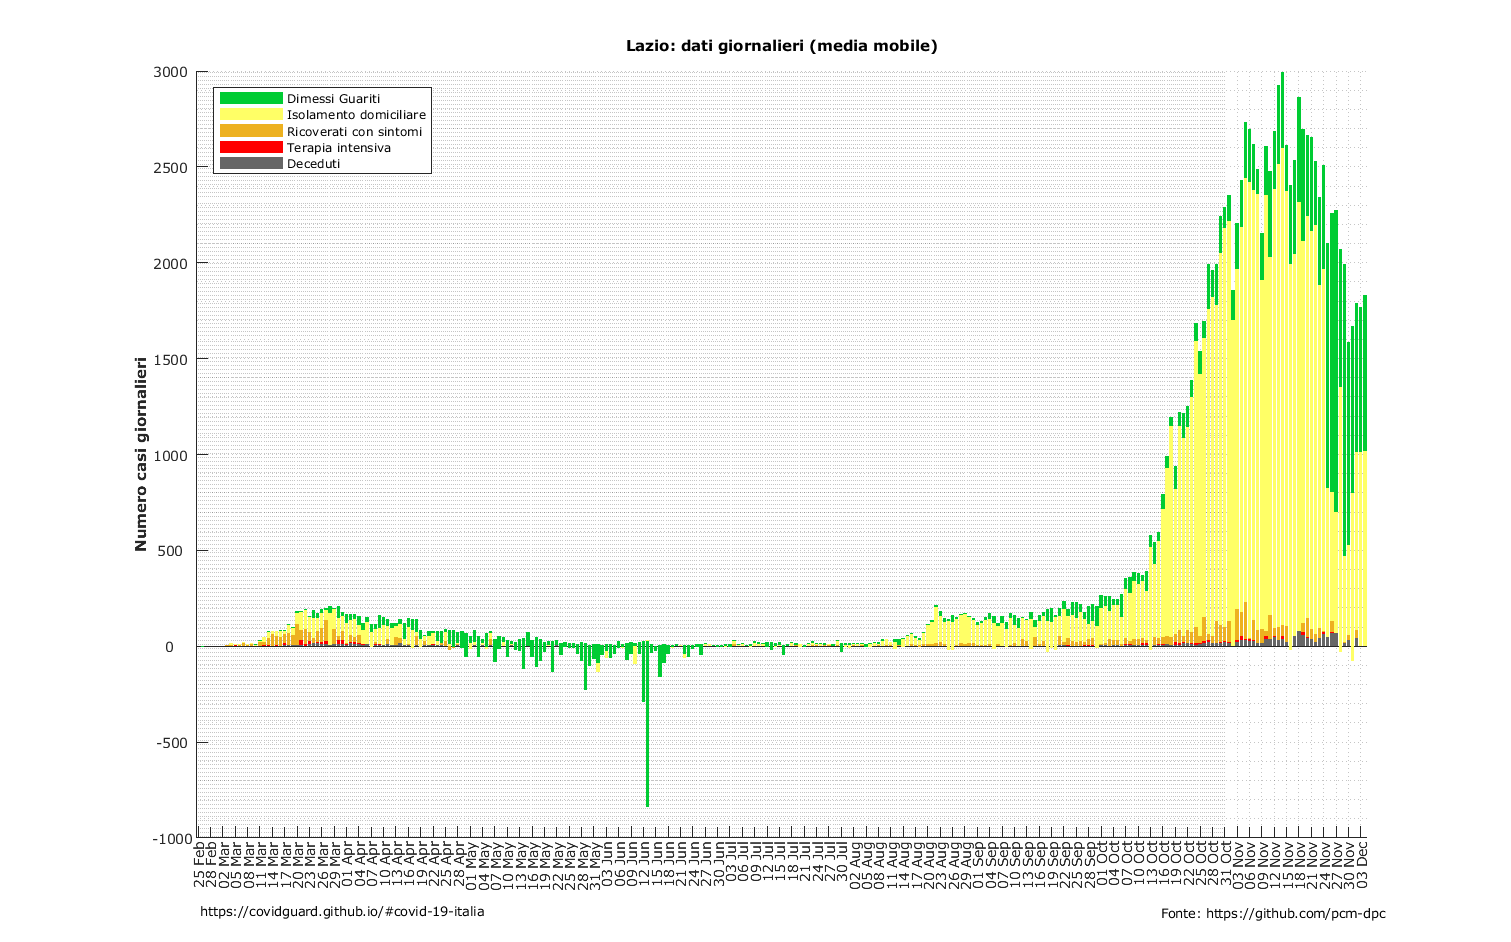 Lazio: dati giornalieri (media mobile)
3000
2500
2000
1500
1000
500
0
-500
-1000
Numero casi giornalieri
Dimessi Guariti
Isolamento domiciliare
Ricoverati con sintomi
Terapia intensiva
Deceduti
25 Feb
28 Feb
02 Mar
05 Mar
08 Mar
11 Mar
14 Mar
17 Mar
20 Mar
23 Mar
26 Mar
29 Mar
01 Apr
04 Apr
07 Apr
10 Apr
13 Apr
16 Apr
19 Apr
22 Apr
25 Apr
28 Apr
01 May
04 May
07 May
10 May
13 May
16 May
19 May
22 May
25 May
28 May
31 May
03 Jun
06 Jun
09 Jun
12 Jun
15 Jun
18 Jun
21 Jun
24 Jun
27 Jun
30 Jun
03 Jul
06 Jul
09 Jul
12 Jul
15 Jul
18 Jul
21 Jul
24 Jul
27 Jul
30 Jul
02 Aug
05 Aug
08 Aug
11 Aug
14 Aug
17 Aug
20 Aug
23 Aug
26 Aug
29 Aug
01 Sep
04 Sep
07 Sep
10 Sep
13 Sep
16 Sep
19 Sep
22 Sep
25 Sep
28 Sep
01 Oct
04 Oct
07 Oct
10 Oct
13 Oct
16 Oct
19 Oct
22 Oct
25 Oct
28 Oct
31 Oct
03 Nov
06 Nov
09 Nov
12 Nov
15 Nov
18 Nov
21 Nov
24 Nov
27 Nov
30 Nov
03 Dec
https://covidguard.github.io/#covid-19-italia
Fonte: https://github.com/pcm-dpc